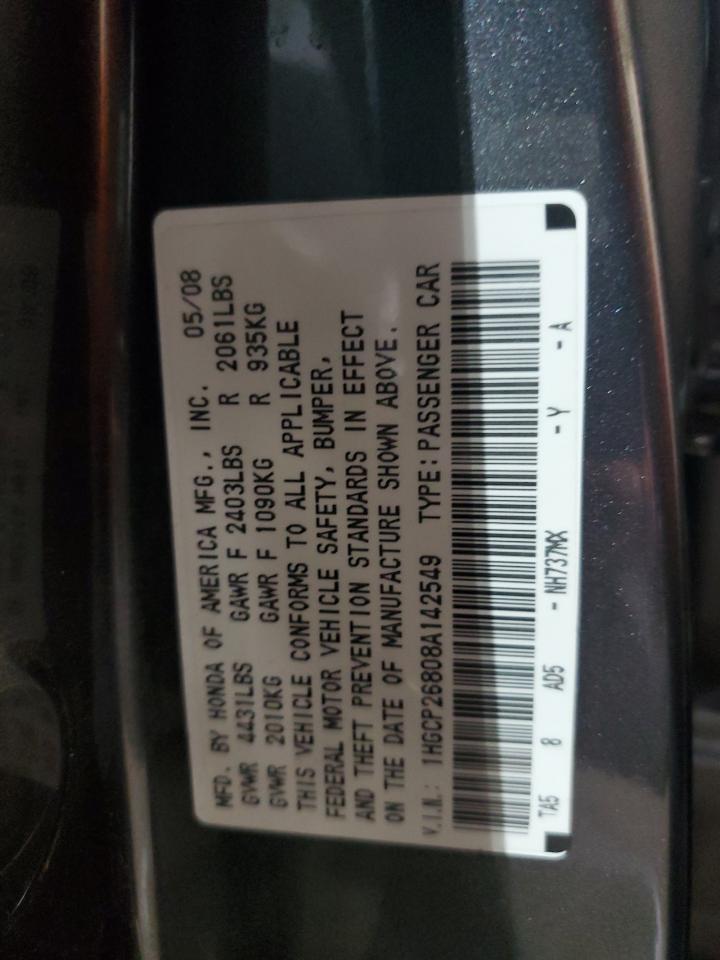 MFD. BY HONDA OF AMERICA MFG., INC. 05/08
GVWR 4431LBS GAWR F 2403LBS R 2061LBS
GVWR 2010KG GAWR F 1090KG R 935KG
THIS VEHICLE CONFORMS TO ALL APPLICABLE
FEDERAL MOTOR VEHICLE SAFETY, BUMPER,
AND THEFT PREVENTION STANDARDS IN EFFECT
ON THE DATE OF MANUFACTURE SHOWN ABOVE.
V.I.N.: 1HGCP26808A142549 TYPE: PASSENGER CAR
TA5 8 AD5 - NH737MX - Y - A